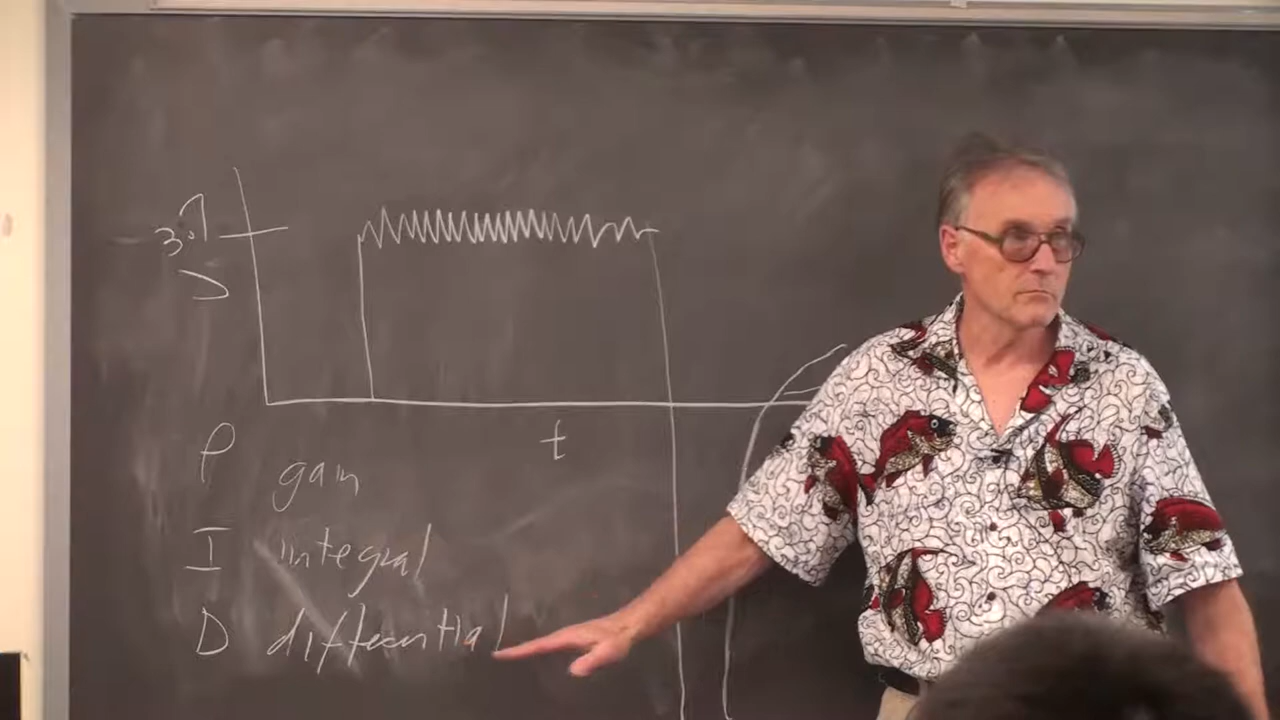 3.7
V
t
P gain
I integral
D differential